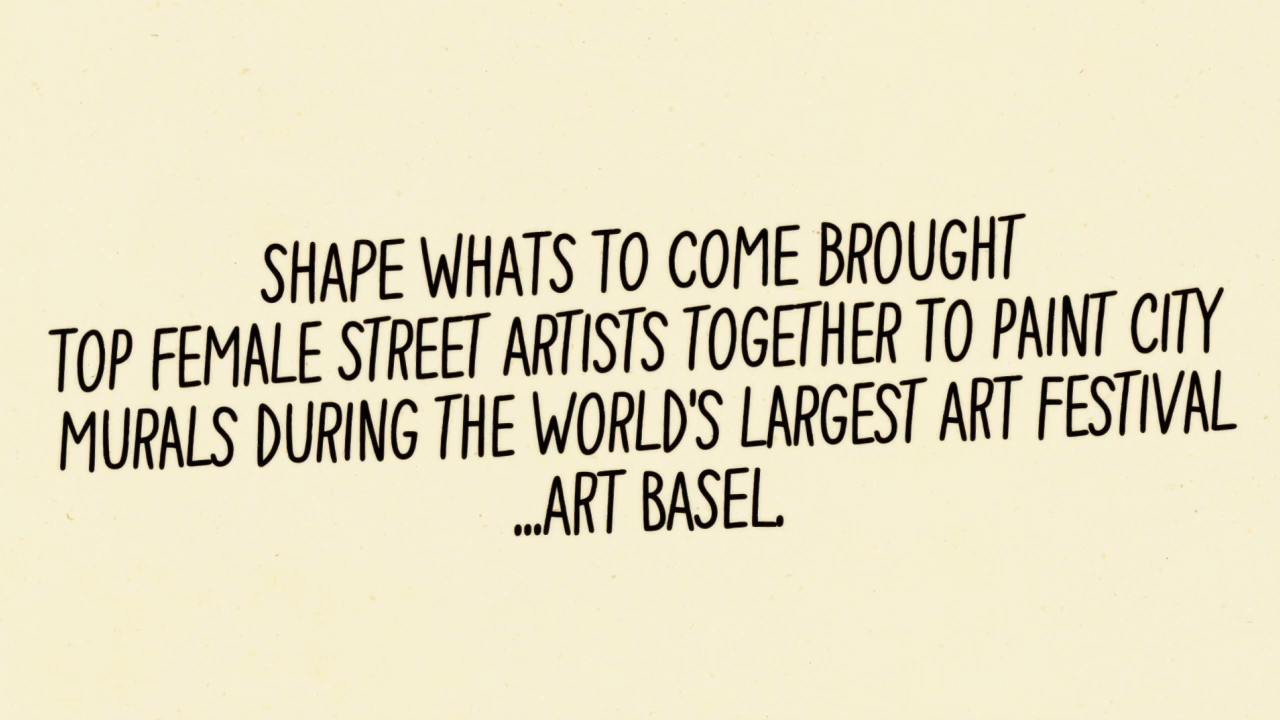 SHAPE WHATS TO COME BROUGHT
TOP FEMALE STREET ARTISTS TOGETHER TO PAINT CITY
MURALS DURING THE WORLD'S LARGEST ART FESTIVAL
...ART BASEL.